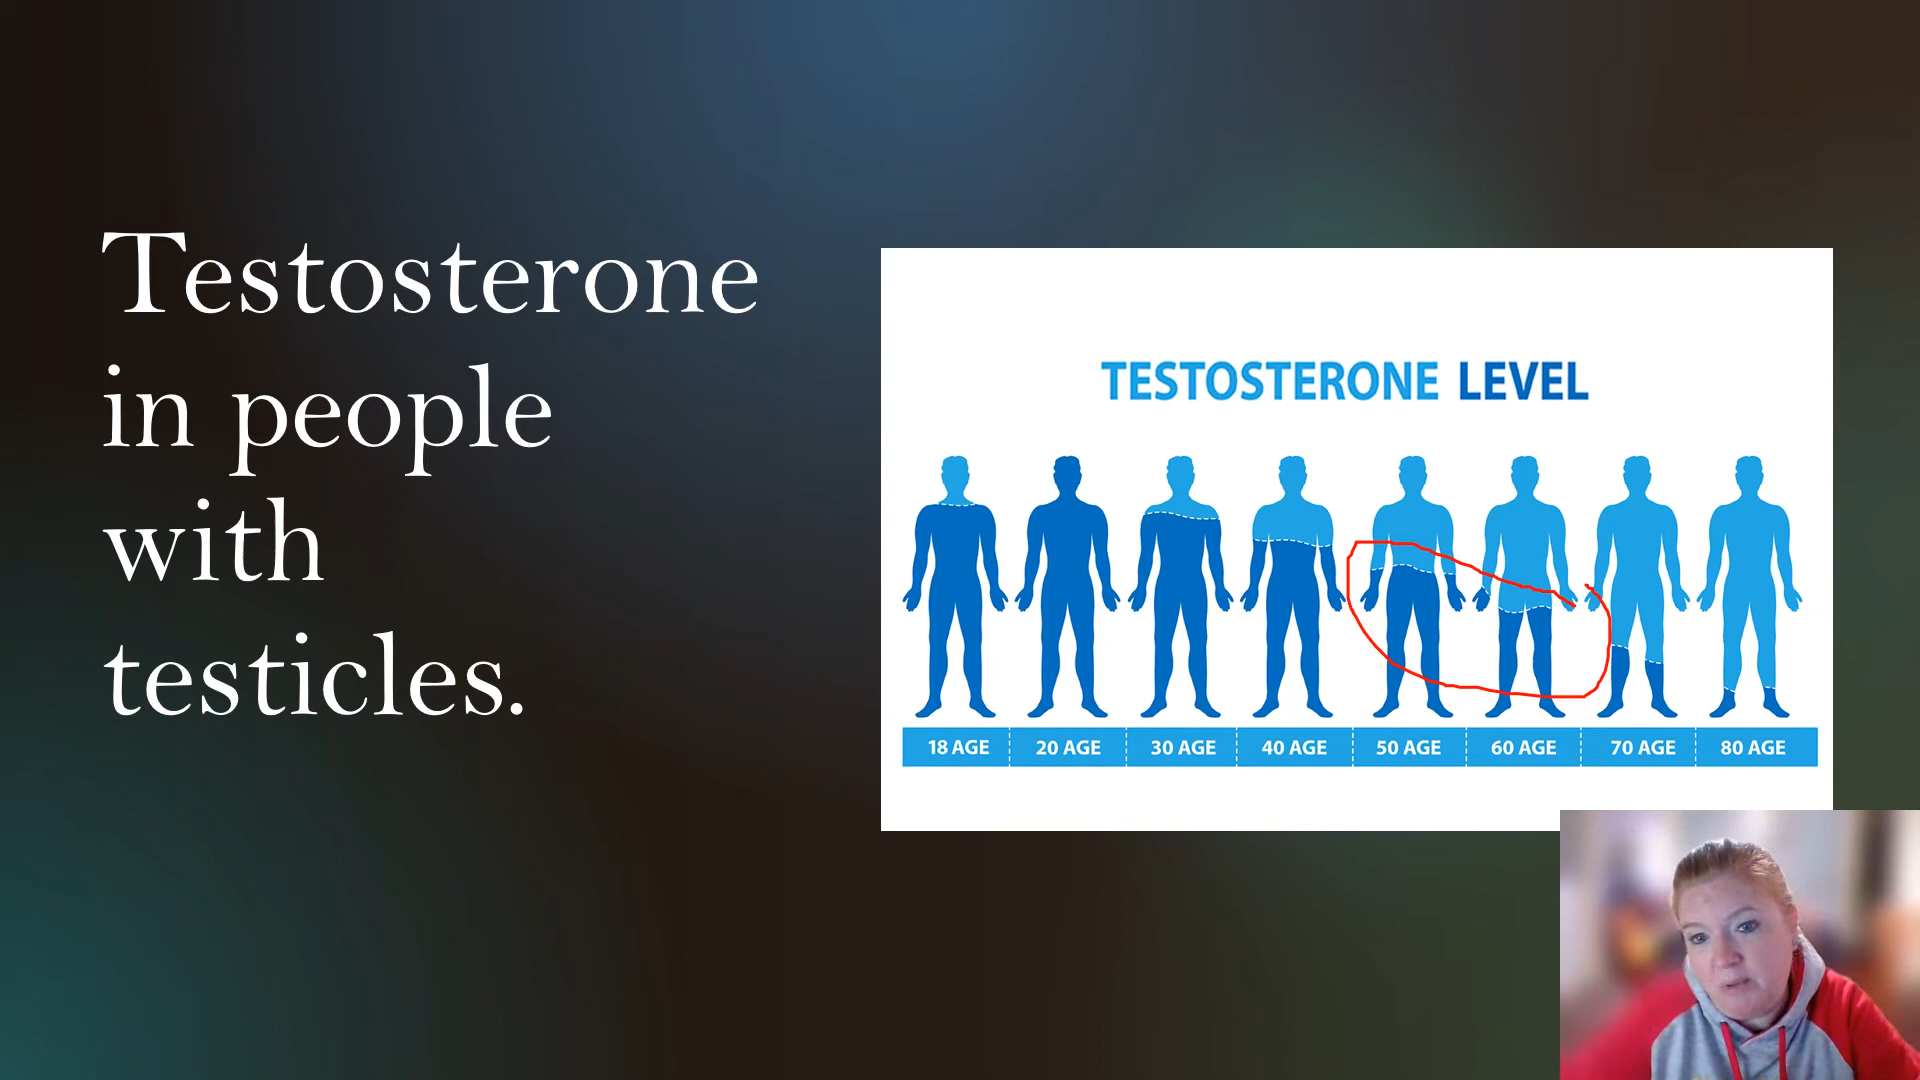 Testosterone
in people
with
testicles.
TESTOSTERONE LEVEL
18 AGE 20 AGE 30 AGE 40 AGE 50 AGE 60 AGE 70 AGE 80 AGE